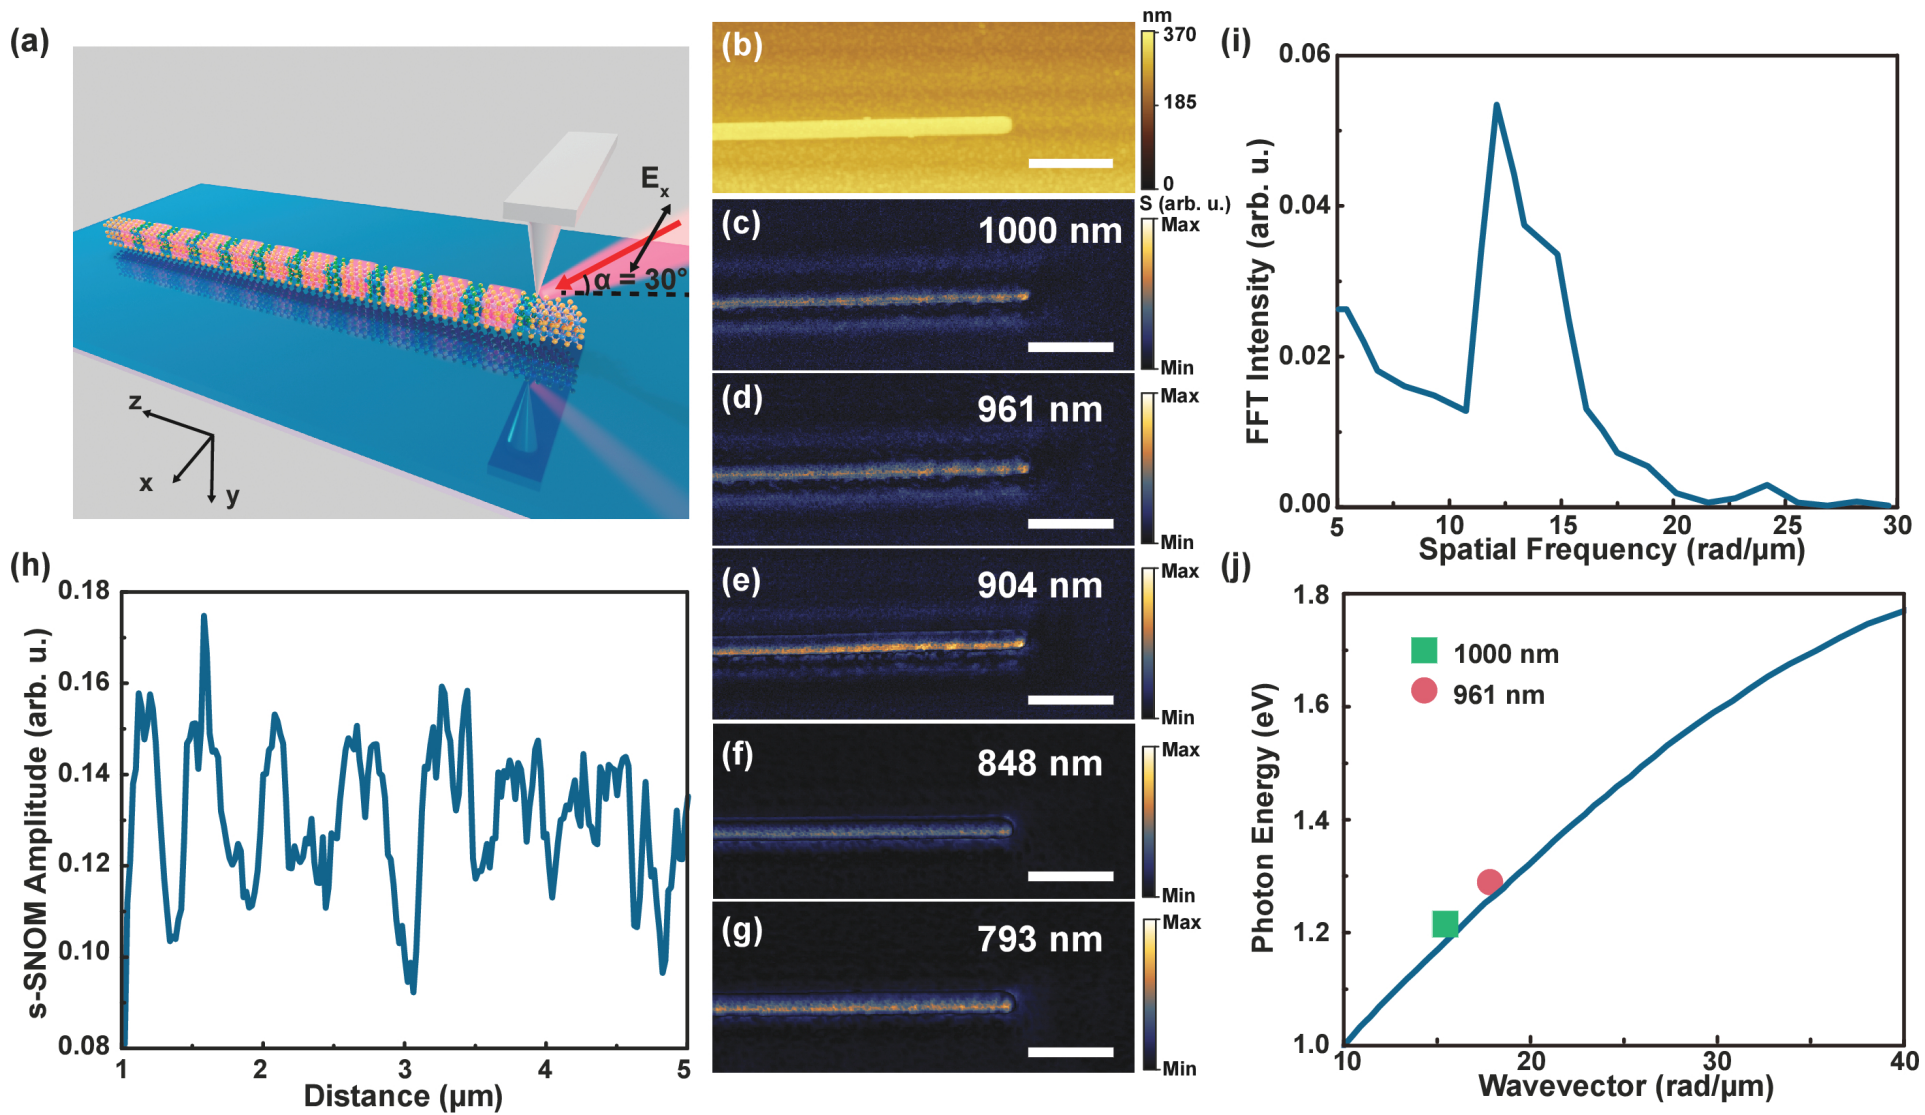 (a)
Ex
α = 30°
z
x
y
(b)
nm
370
185
0
(c)
1000 nm
S (arb. u.)
Max
Min
(d)
961 nm
Max
Min
(e)
904 nm
Max
Min
(f)
848 nm
Max
Min
(g)
793 nm
Max
Min
(h)
s-SNOM Amplitude (arb. u.)
0.18
0.16
0.14
0.12
0.10
0.08
1 2 3 4 5
Distance (µm)
(i)
FFT Intensity (arb. u.)
0.06
0.04
0.02
0.00
5 10 15 20 25 30
Spatial Frequency (rad/µm)
(j)
Photon Energy (eV)
1.8
1.6
1.4
1.2
1.0
1000 nm
961 nm
10 20 30 40
Wavevector (rad/µm)